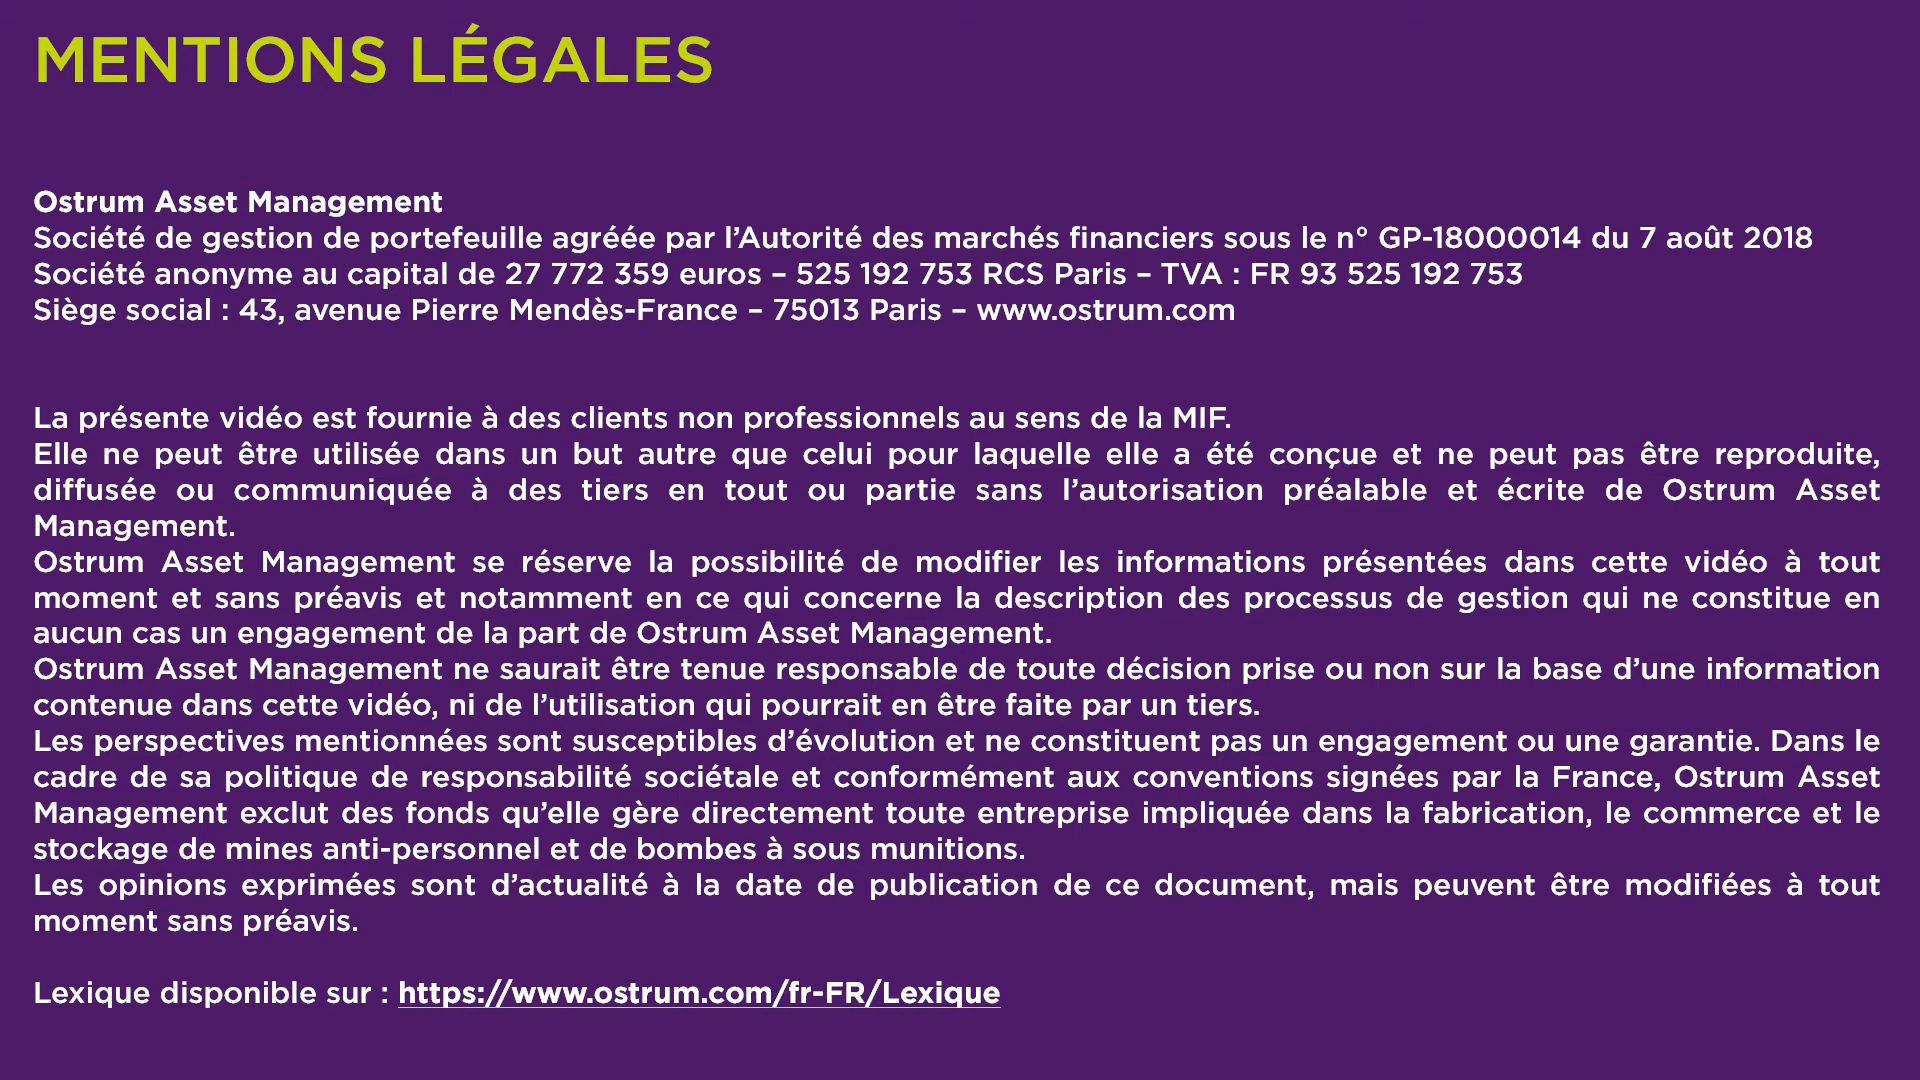 MENTIONS LÉGALES
Ostrum Asset Management
Société de gestion de portefeuille agréée par l’Autorité des marchés financiers sous le n° GP-18000014 du 7 août 2018
Société anonyme au capital de 27 772 359 euros – 525 192 753 RCS Paris – TVA : FR 93 525 192 753
Siège social : 43, avenue Pierre Mendès-France – 75013 Paris – www.ostrum.com
La présente vidéo est fournie à des clients non professionnels au sens de la MIF.
Elle ne peut être utilisée dans un but autre que celui pour laquelle elle a été conçue et ne peut pas être reproduite,
diffusée ou communiquée à des tiers en tout ou partie sans l’autorisation préalable et écrite de Ostrum Asset
Management.
Ostrum Asset Management se réserve la possibilité de modifier les informations présentées dans cette vidéo à tout
moment et sans préavis et notamment en ce qui concerne la description des processus de gestion qui ne constitue en
aucun cas un engagement de la part de Ostrum Asset Management.
Ostrum Asset Management ne saurait être tenue responsable de toute décision prise ou non sur la base d’une information
contenue dans cette vidéo, ni de l’utilisation qui pourrait en être faite par un tiers.
Les perspectives mentionnées sont susceptibles d’évolution et ne constituent pas un engagement ou une garantie. Dans le
cadre de sa politique de responsabilité sociétale et conformément aux conventions signées par la France, Ostrum Asset
Management exclut des fonds qu’elle gère directement toute entreprise impliquée dans la fabrication, le commerce et le
stockage de mines anti-personnel et de bombes à sous munitions.
Les opinions exprimées sont d’actualité à la date de publication de ce document, mais peuvent être modifiées à tout
moment sans préavis.
Lexique disponible sur : https://www.ostrum.com/fr-FR/Lexique